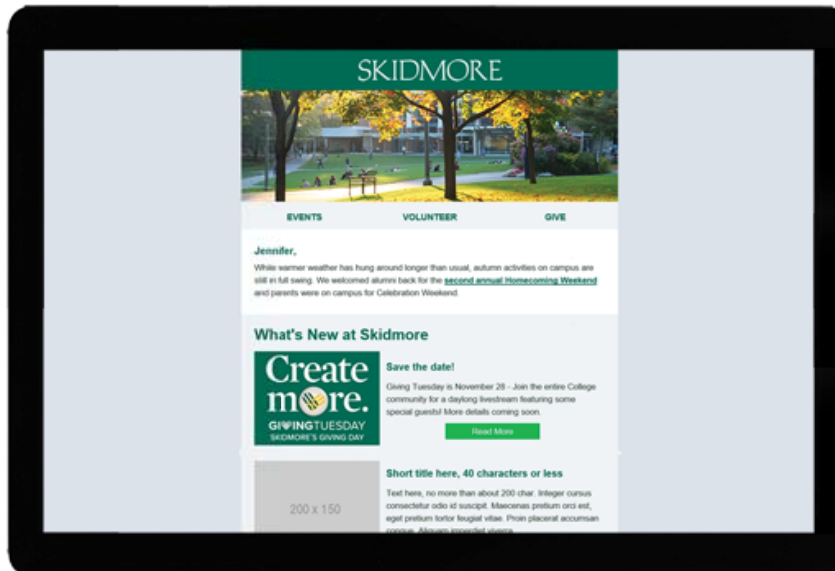 SKIDMORE
EVENTS VOLUNTEER GIVE
Jennifer,
While warmer weather has hung around longer than usual, autumn activities on campus are
still in full swing. We welcomed alumni back for the second annual Homecoming Weekend
and parents were on campus for Celebration Weekend.
What's New at Skidmore
Create
more.
GIVINGTUESDAY
SKIDMORE'S GIVING DAY
Save the date!
Giving Tuesday is November 28 - Join the entire College
community for a daylong livestream featuring some
special guests! More details coming soon.
Read More
200 x 150
Short title here, 40 characters or less
Text here, no more than about 200 char. Integer cursus
consectetur odio id suscipit. Maecenas pretium orci est,
eget pretium tortor feugiat vitae. Proin placerat accumsan
congue. Aliquam imperdiet viverra